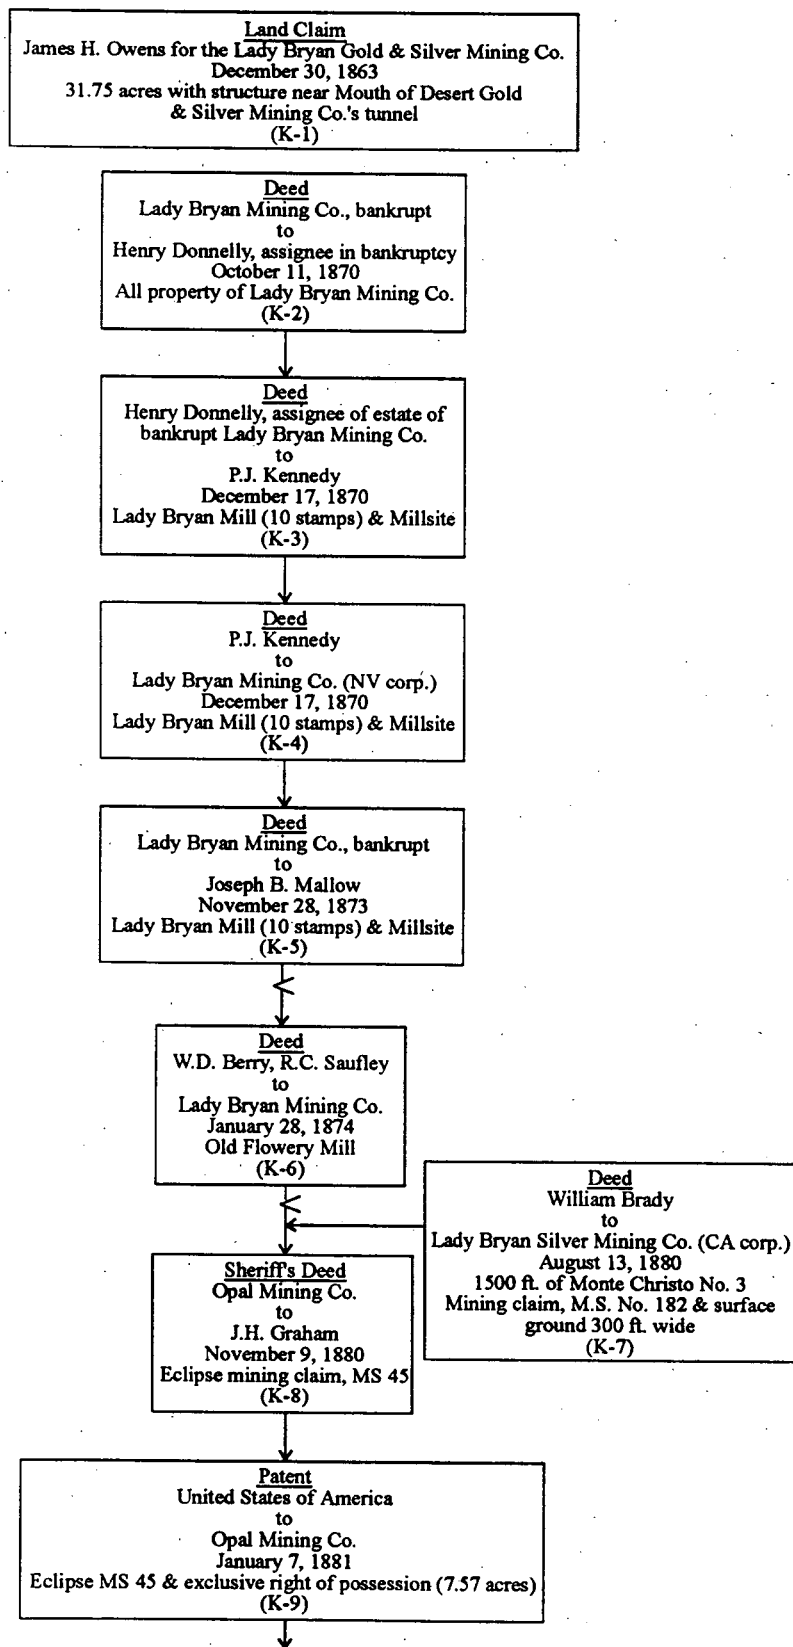 Land Claim
James H. Owens for the Lady Bryan Gold & Silver Mining Co.
December 30, 1863
31.75 acres with structure near Mouth of Desert Gold
& Silver Mining Co.'s tunnel
(K-1)
Deed
Lady Bryan Mining Co., bankrupt
to
Henry Donnelly, assignee in bankruptcy
October 11, 1870
All property of Lady Bryan Mining Co.
(K-2)
Deed
Henry Donnelly, assignee of estate of
bankrupt Lady Bryan Mining Co.
to
P.J. Kennedy
December 17, 1870
Lady Bryan Mill (10 stamps) & Millsite
(K-3)
Deed
P.J. Kennedy
to
Lady Bryan Mining Co. (NV corp.)
December 17, 1870
Lady Bryan Mill (10 stamps) & Millsite
(K-4)
Deed
Lady Bryan Mining Co., bankrupt
to
Joseph B. Mallow
November 28, 1873
Lady Bryan Mill (10 stamps) & Millsite
(K-5)
Deed
W.D. Berry, R.C. Saufley
to
Lady Bryan Mining Co.
January 28, 1874
Old Flowery Mill
(K-6)
Deed
William Brady
to
Lady Bryan Silver Mining Co. (CA corp.)
August 13, 1880
1500 ft. of Monte Christo No. 3
Mining claim, M.S. No. 182 & surface
ground 300 ft. wide
(K-7)
Sheriff's Deed
Opal Mining Co.
to
J.H. Graham
November 9, 1880
Eclipse mining claim, MS 45
(K-8)
Patent
United States of America
to
Opal Mining Co.
January 7, 1881
Eclipse MS 45 & exclusive right of possession (7.57 acres)
(K-9)